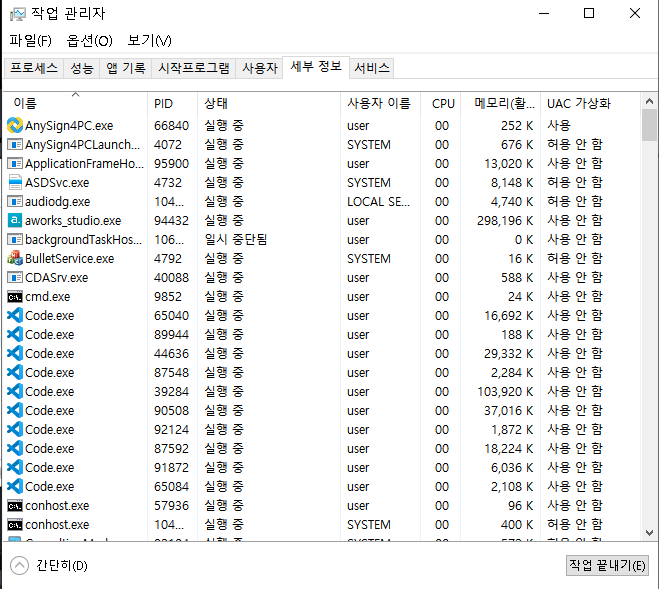 작업 관리자
파일(F) 옵션(O) 보기(V)
프로세스 성능 앱 기록 시작프로그램 사용자 세부 정보 서비스
이름 PID 상태 사용자 이름 CPU 메모리(활... UAC 가상화
AnySign4PC.exe 66840 실행 중 user 00 252 K 사용
AnySign4PCLaunch... 4072 실행 중 SYSTEM 00 676 K 허용 안 함
ApplicationFrameHo... 95900 실행 중 user 00 13,020 K 사용 안 함
ASDSvc.exe 4732 실행 중 SYSTEM 00 8,148 K 허용 안 함
audiodg.exe 104... 실행 중 LOCAL SE... 00 4,740 K 허용 안 함
aworks_studio.exe 94432 실행 중 user 00 298,196 K 사용 안 함
backgroundTaskHos... 106... 일시 중단됨 user 00 0 K 사용 안 함
BulletService.exe 4792 실행 중 SYSTEM 00 16 K 허용 안 함
CDASrv.exe 40088 실행 중 user 00 588 K 사용 안 함
cmd.exe 9852 실행 중 user 00 24 K 사용 안 함
Code.exe 65040 실행 중 user 00 16,692 K 사용 안 함
Code.exe 89944 실행 중 user 00 188 K 사용 안 함
Code.exe 44636 실행 중 user 00 29,332 K 사용 안 함
Code.exe 87548 실행 중 user 00 2,284 K 사용 안 함
Code.exe 39284 실행 중 user 00 103,920 K 사용 안 함
Code.exe 90508 실행 중 user 00 37,016 K 사용 안 함
Code.exe 92124 실행 중 user 00 1,872 K 사용 안 함
Code.exe 87592 실행 중 user 00 18,224 K 사용 안 함
Code.exe 91872 실행 중 user 00 6,036 K 사용 안 함
Code.exe 65084 실행 중 user 00 2,108 K 사용 안 함
conhost.exe 57936 실행 중 user 00 96 K 사용 안 함
conhost.exe 104... 실행 중 SYSTEM 00 400 K 허용 안 함
간단히(D) 작업 끝내기(E)